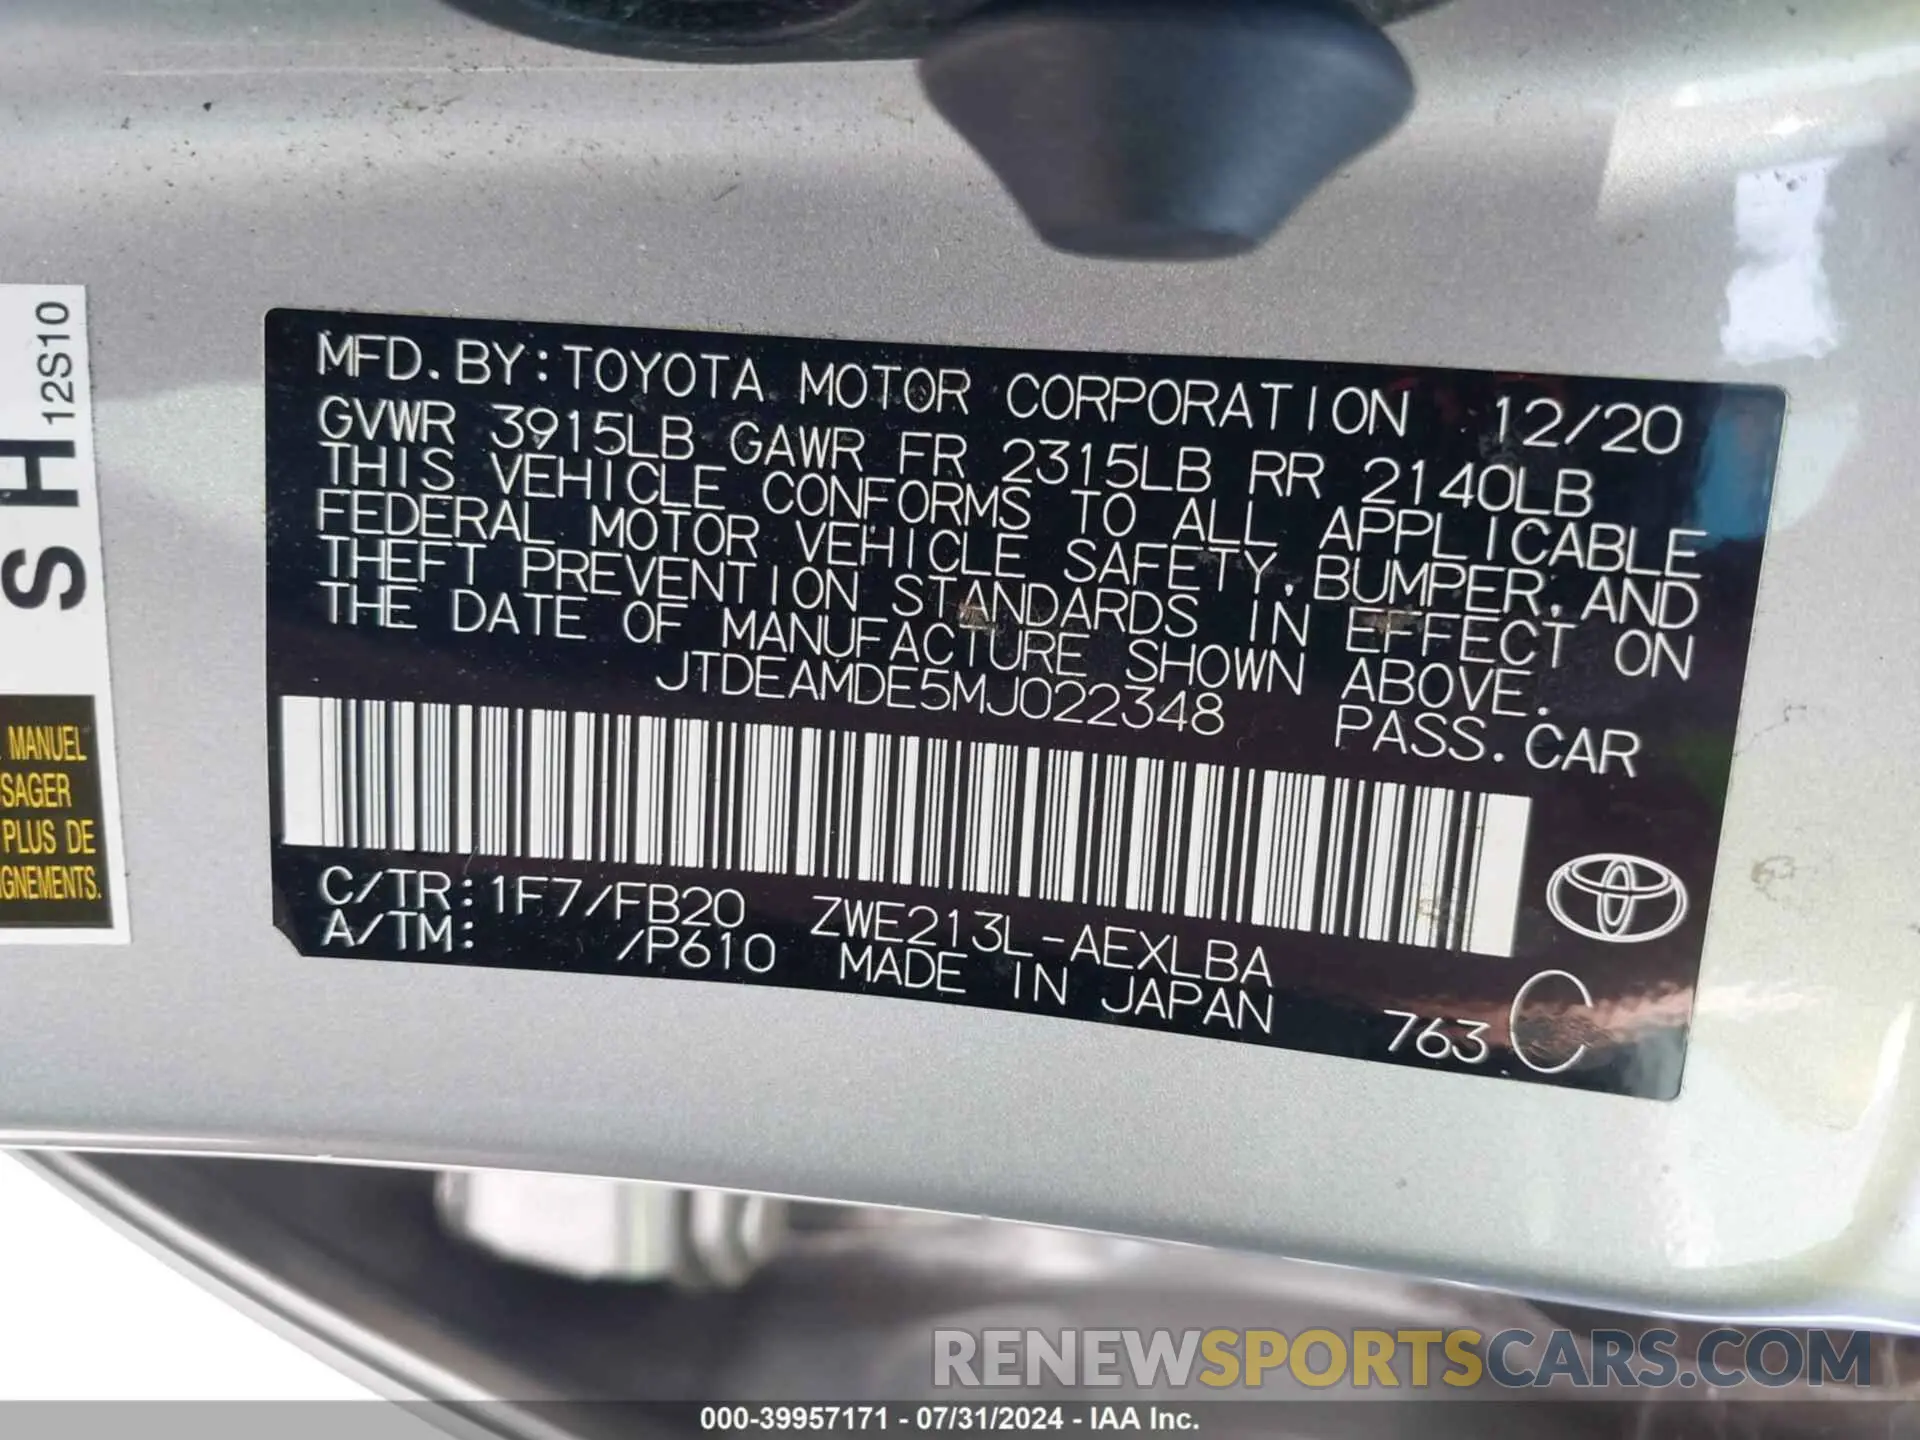 MFD. BY: TOYOTA MOTOR CORPORATION 12/20
GVWR 3915LB GAWR FR 2315LB RR 2140LB
THIS VEHICLE CONFORMS TO ALL APPLICABLE
FEDERAL MOTOR VEHICLE SAFETY, BUMPER, AND
THEFT PREVENTION STANDARDS IN EFFECT ON
THE DATE OF MANUFACTURE SHOWN ABOVE.
JTDEAMDE5MJ022348 PASS. CAR
C/TR: 1F7/FB20 ZWE213L-AEXLBA
A/TM: /P610 MADE IN JAPAN
763 C
S H 12S10
MANUEL
PLUS DE
RENEWSPORTSCARS.COM
000-39957171 - 07/31/2024 - IAA Inc.